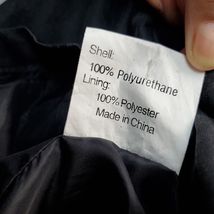 Shell:
100% Polyurethane
Lining:
100% Polyester
Made in China